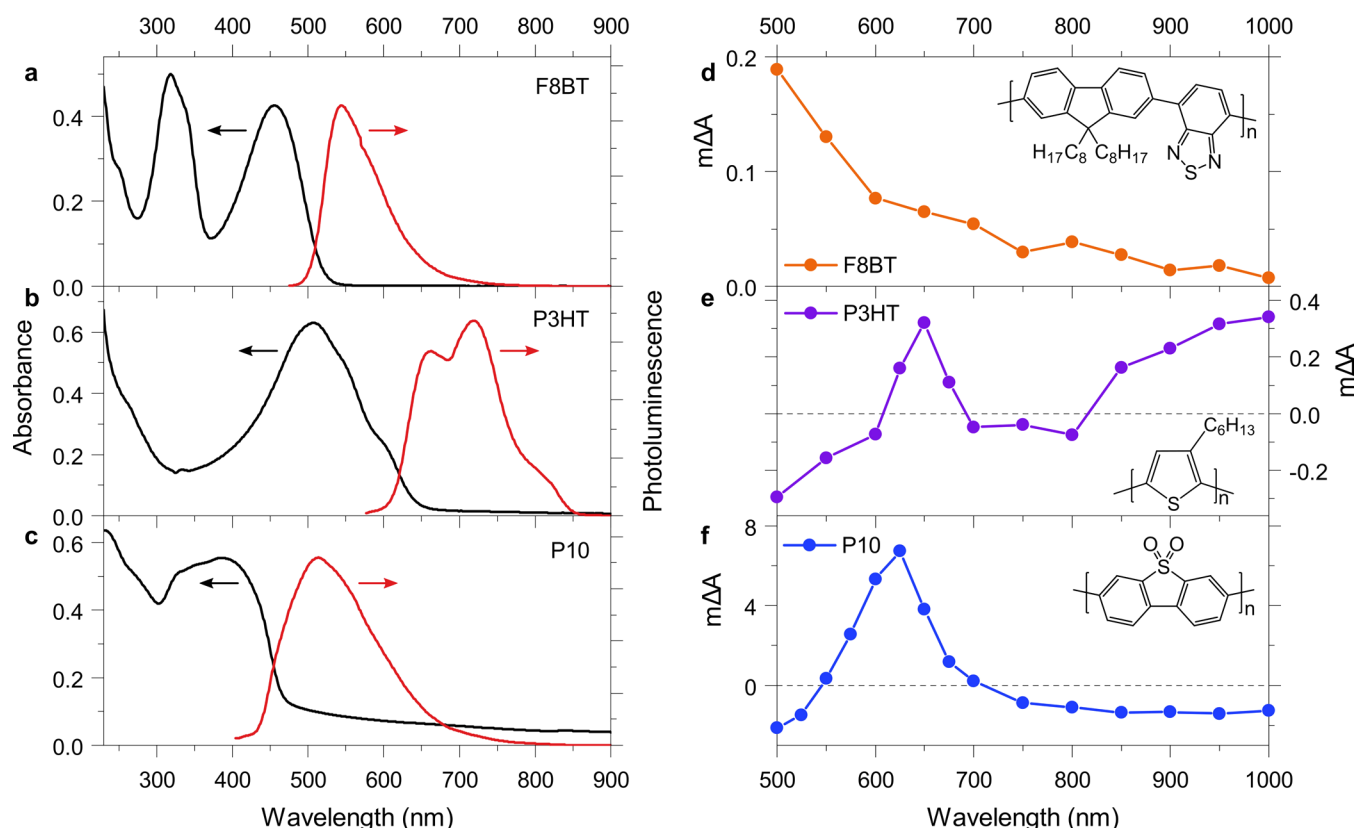 300 400 500 600 700 800 900
a
F8BT
0.4
0.2
0.0
b
P3HT
0.6
0.4
0.2
0.0
c
P10
0.6
0.4
0.2
0.0
300 400 500 600 700 800 900
Wavelength (nm)
Absorbance
Photoluminescence
500 600 700 800 900 1000
d
0.2
0.1
0.0
mΔA
H₁₇C₈ C₈H₁₇
N S N
n
F8BT
e
P3HT
0.4
0.2
0.0
-0.2
mΔA
C₆H₁₃
S
n
f
P10
8
4
0
mΔA
O O
S
n
500 600 700 800 900 1000
Wavelength (nm)